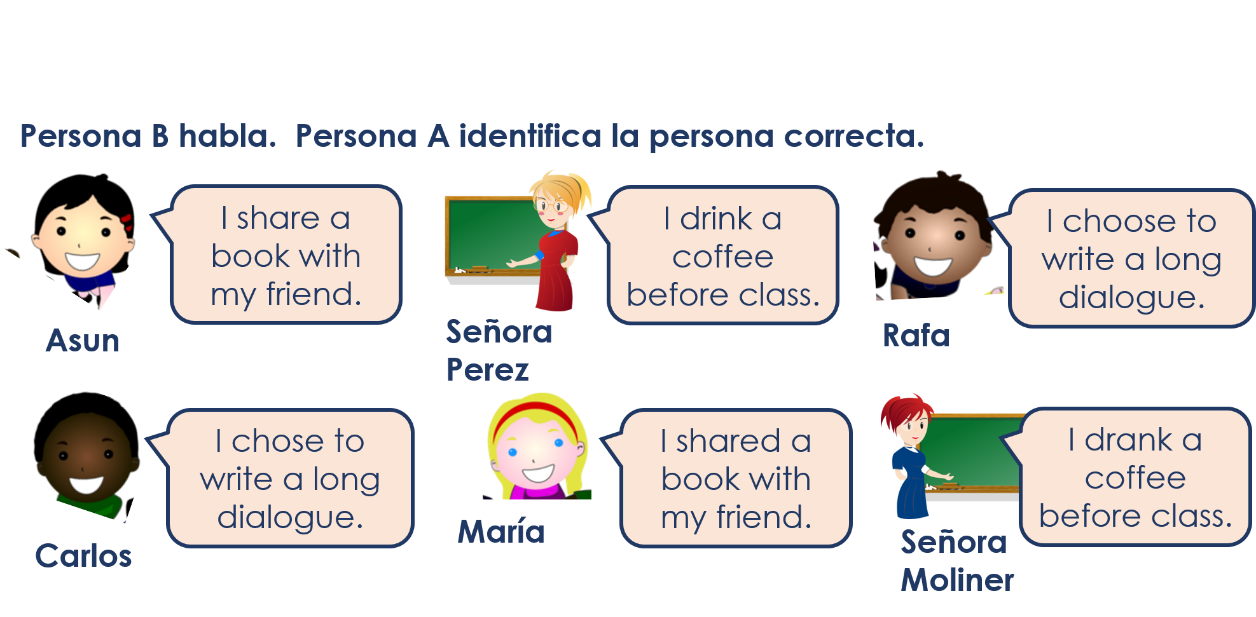 Persona B habla.  Persona A identifica la persona correcta.
I share a
book with
my friend.
Asun
I drink a
coffee
before class.
Señora
Perez
I choose to
write a long
dialogue.
Rafa
I chose to
write a long
dialogue.
Carlos
I shared a
book with
my friend.
María
I drank a
coffee
before class.
Señora
Moliner